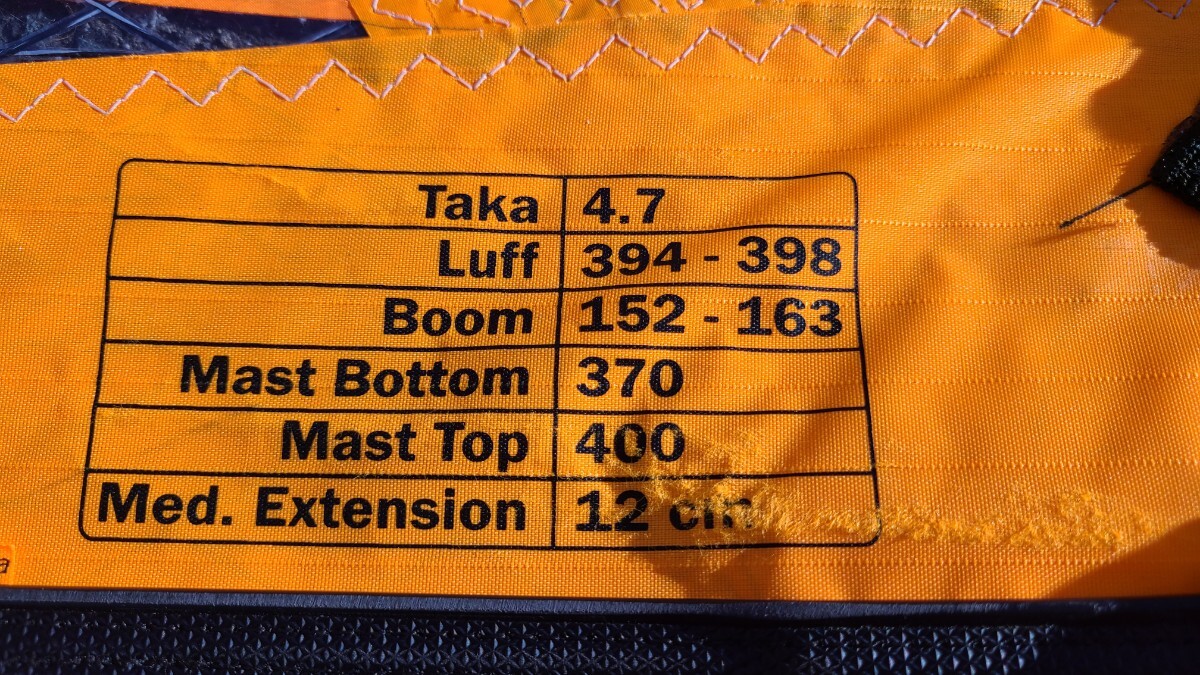 Taka 4.7
Luff 394 - 398
Boom 152 - 163
Mast Bottom 370
Mast Top 400
Med. Extension 12 cm
a